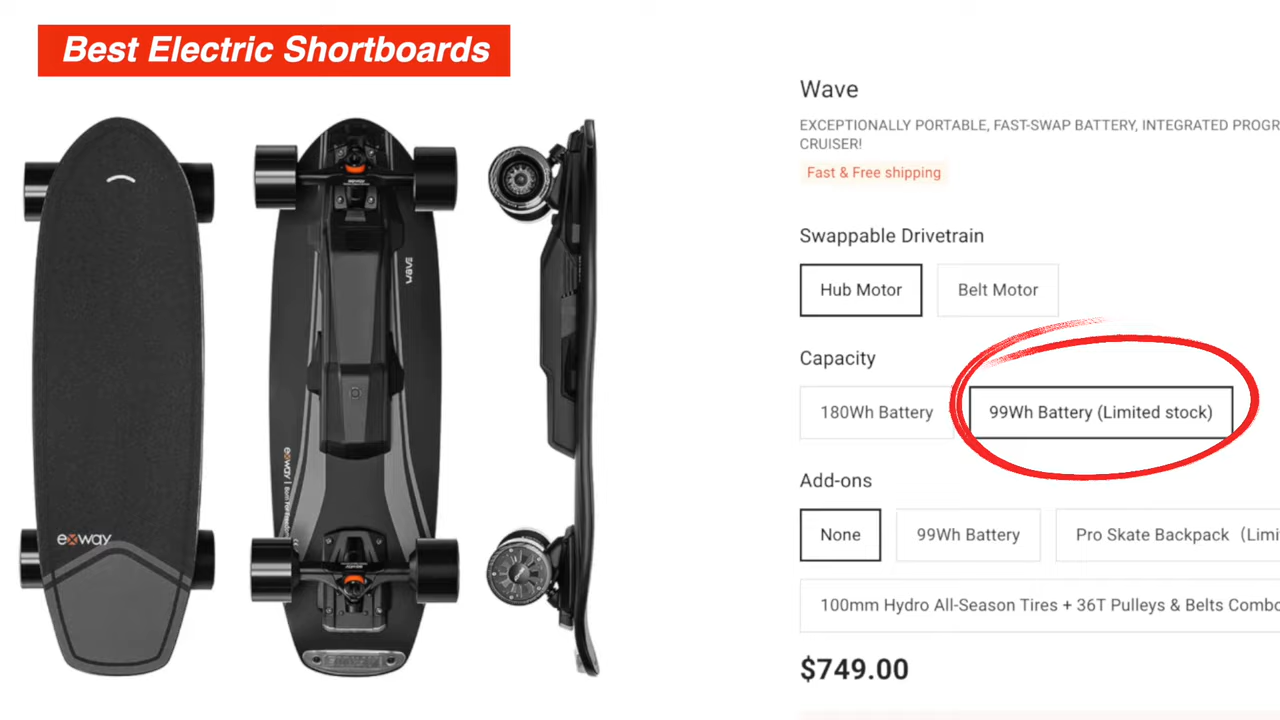 Best Electric Shortboards
Wave
EXCEPTIONALLY PORTABLE, FAST-SWAP BATTERY, INTEGRATED PROGR
CRUISER!
Fast & Free shipping
Swappable Drivetrain
Hub Motor
Belt Motor
Capacity
180Wh Battery
99Wh Battery (Limited stock)
Add-ons
None
99Wh Battery
Pro Skate Backpack (Limi
100mm Hydro All-Season Tires + 36T Pulleys & Belts Combo
$749.00
exway
WAVE
exway